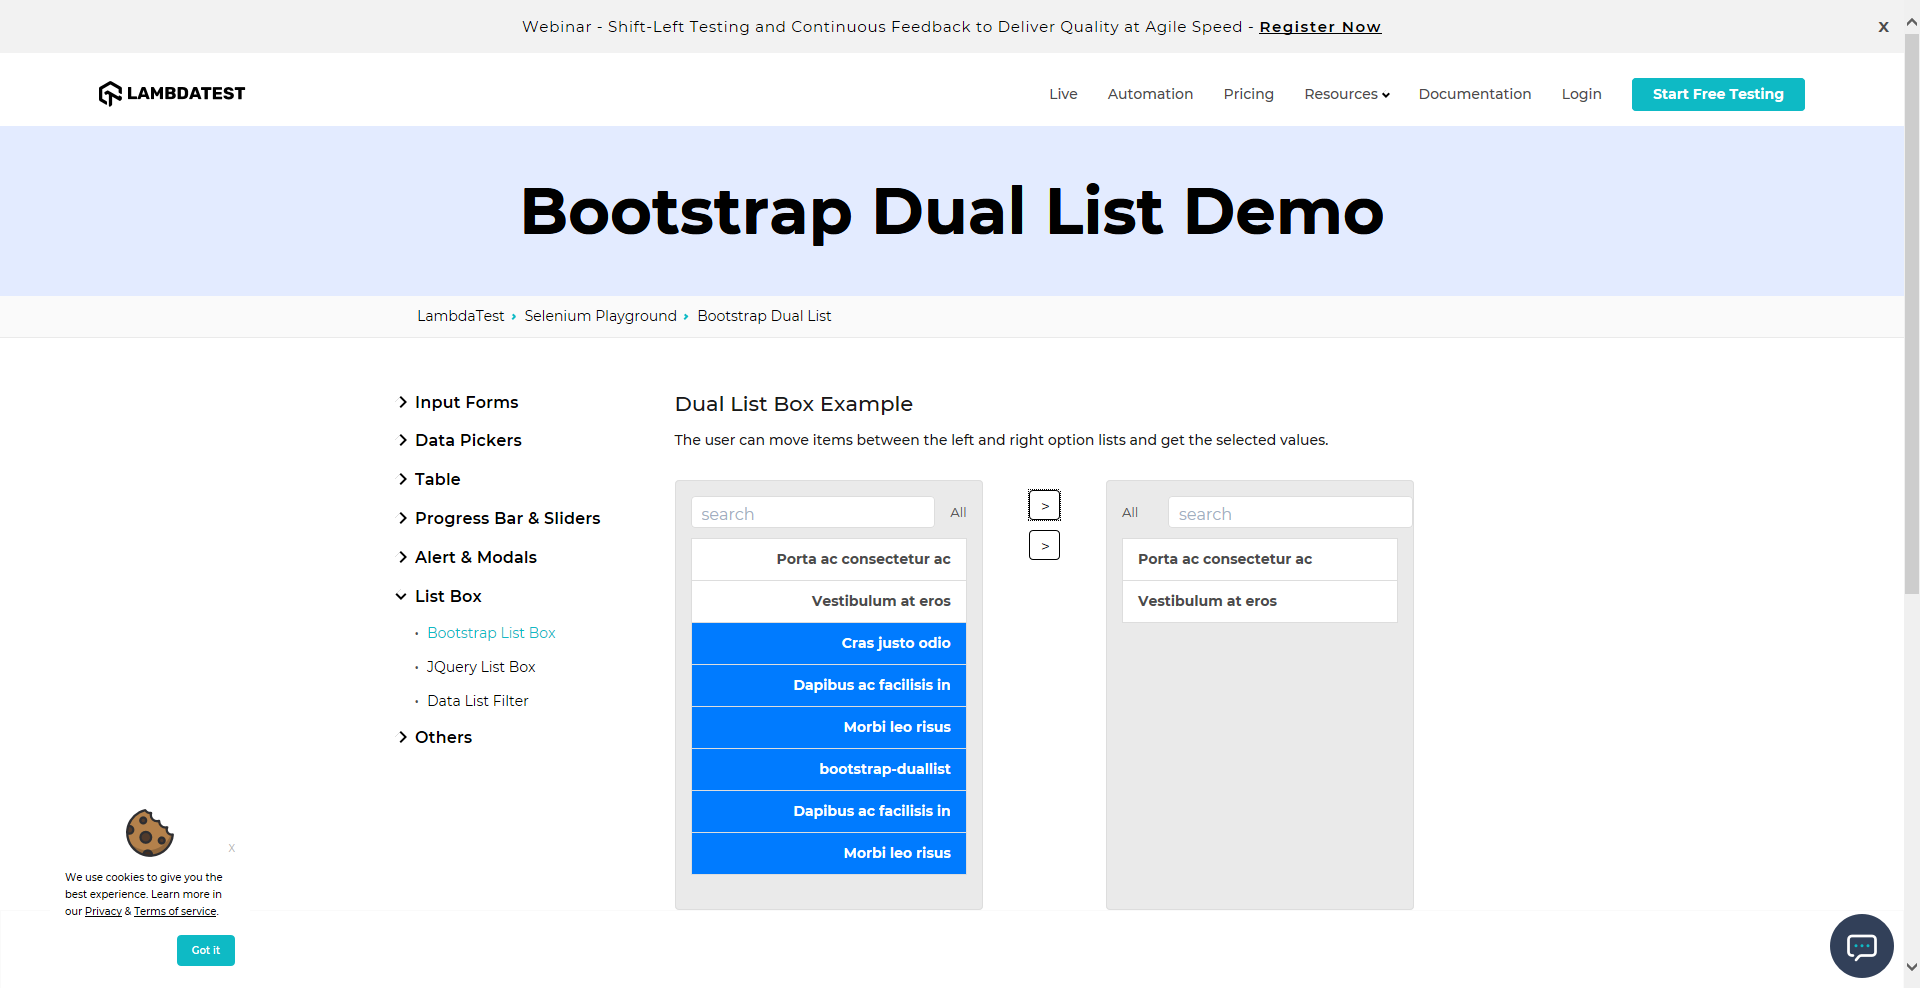 Webinar - Shift-Left Testing and Continuous Feedback to Deliver Quality at Agile Speed - Register Now
X
LAMBDATEST
Live
Automation
Pricing
Resources
Documentation
Login
Start Free Testing
Bootstrap Dual List Demo
LambdaTest › Selenium Playground › Bootstrap Dual List
Input Forms
Data Pickers
Table
Progress Bar & Sliders
Alert & Modals
List Box
Bootstrap List Box
JQuery List Box
Data List Filter
Others
Dual List Box Example
The user can move items between the left and right option lists and get the selected values.
search
All
Porta ac consectetur ac
Vestibulum at eros
Cras justo odio
Dapibus ac facilisis in
Morbi leo risus
bootstrap-duallist
Dapibus ac facilisis in
Morbi leo risus
>
>
All
search
Porta ac consectetur ac
Vestibulum at eros
X
We use cookies to give you the
best experience. Learn more in
our Privacy & Terms of service.
Got it